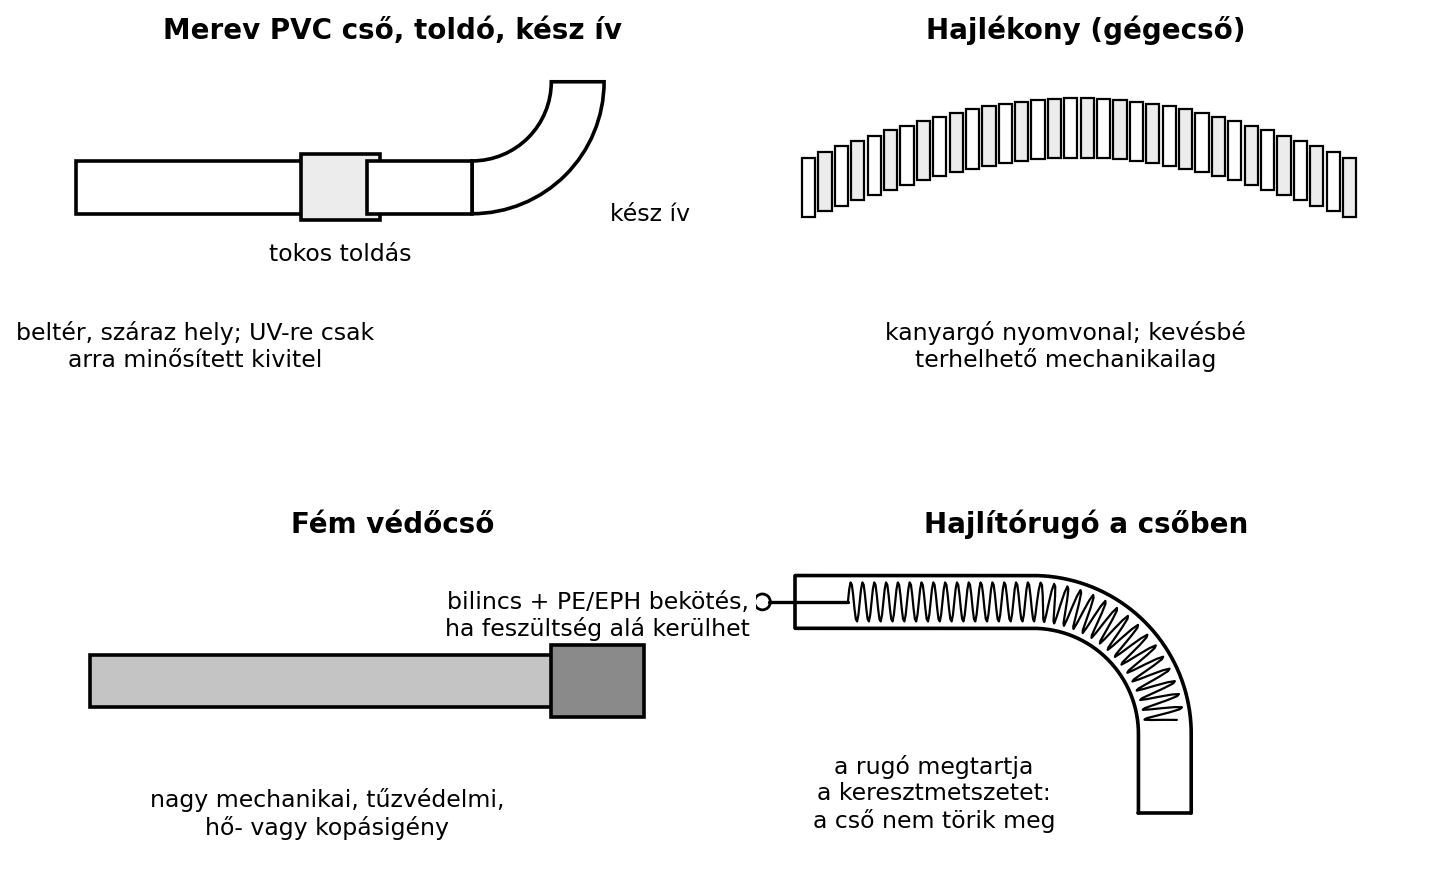 Merev PVC cső, toldó, kész ív
kész ív
tokos toldás
beltér, száraz hely; UV-re csak
arra minősített kivitel
Hajlékony (gégecső)
kanyargó nyomvonal; kevésbé
terhelhető mechanikailag
Fém védőcső
bilincs + PE/EPH bekötés,
ha feszültség alá kerülhet
nagy mechanikai, tűzvédelmi,
hő- vagy kopásigény
Hajlítórugó a csőben
a rugó megtartja
a keresztmetszetet:
a cső nem törik meg